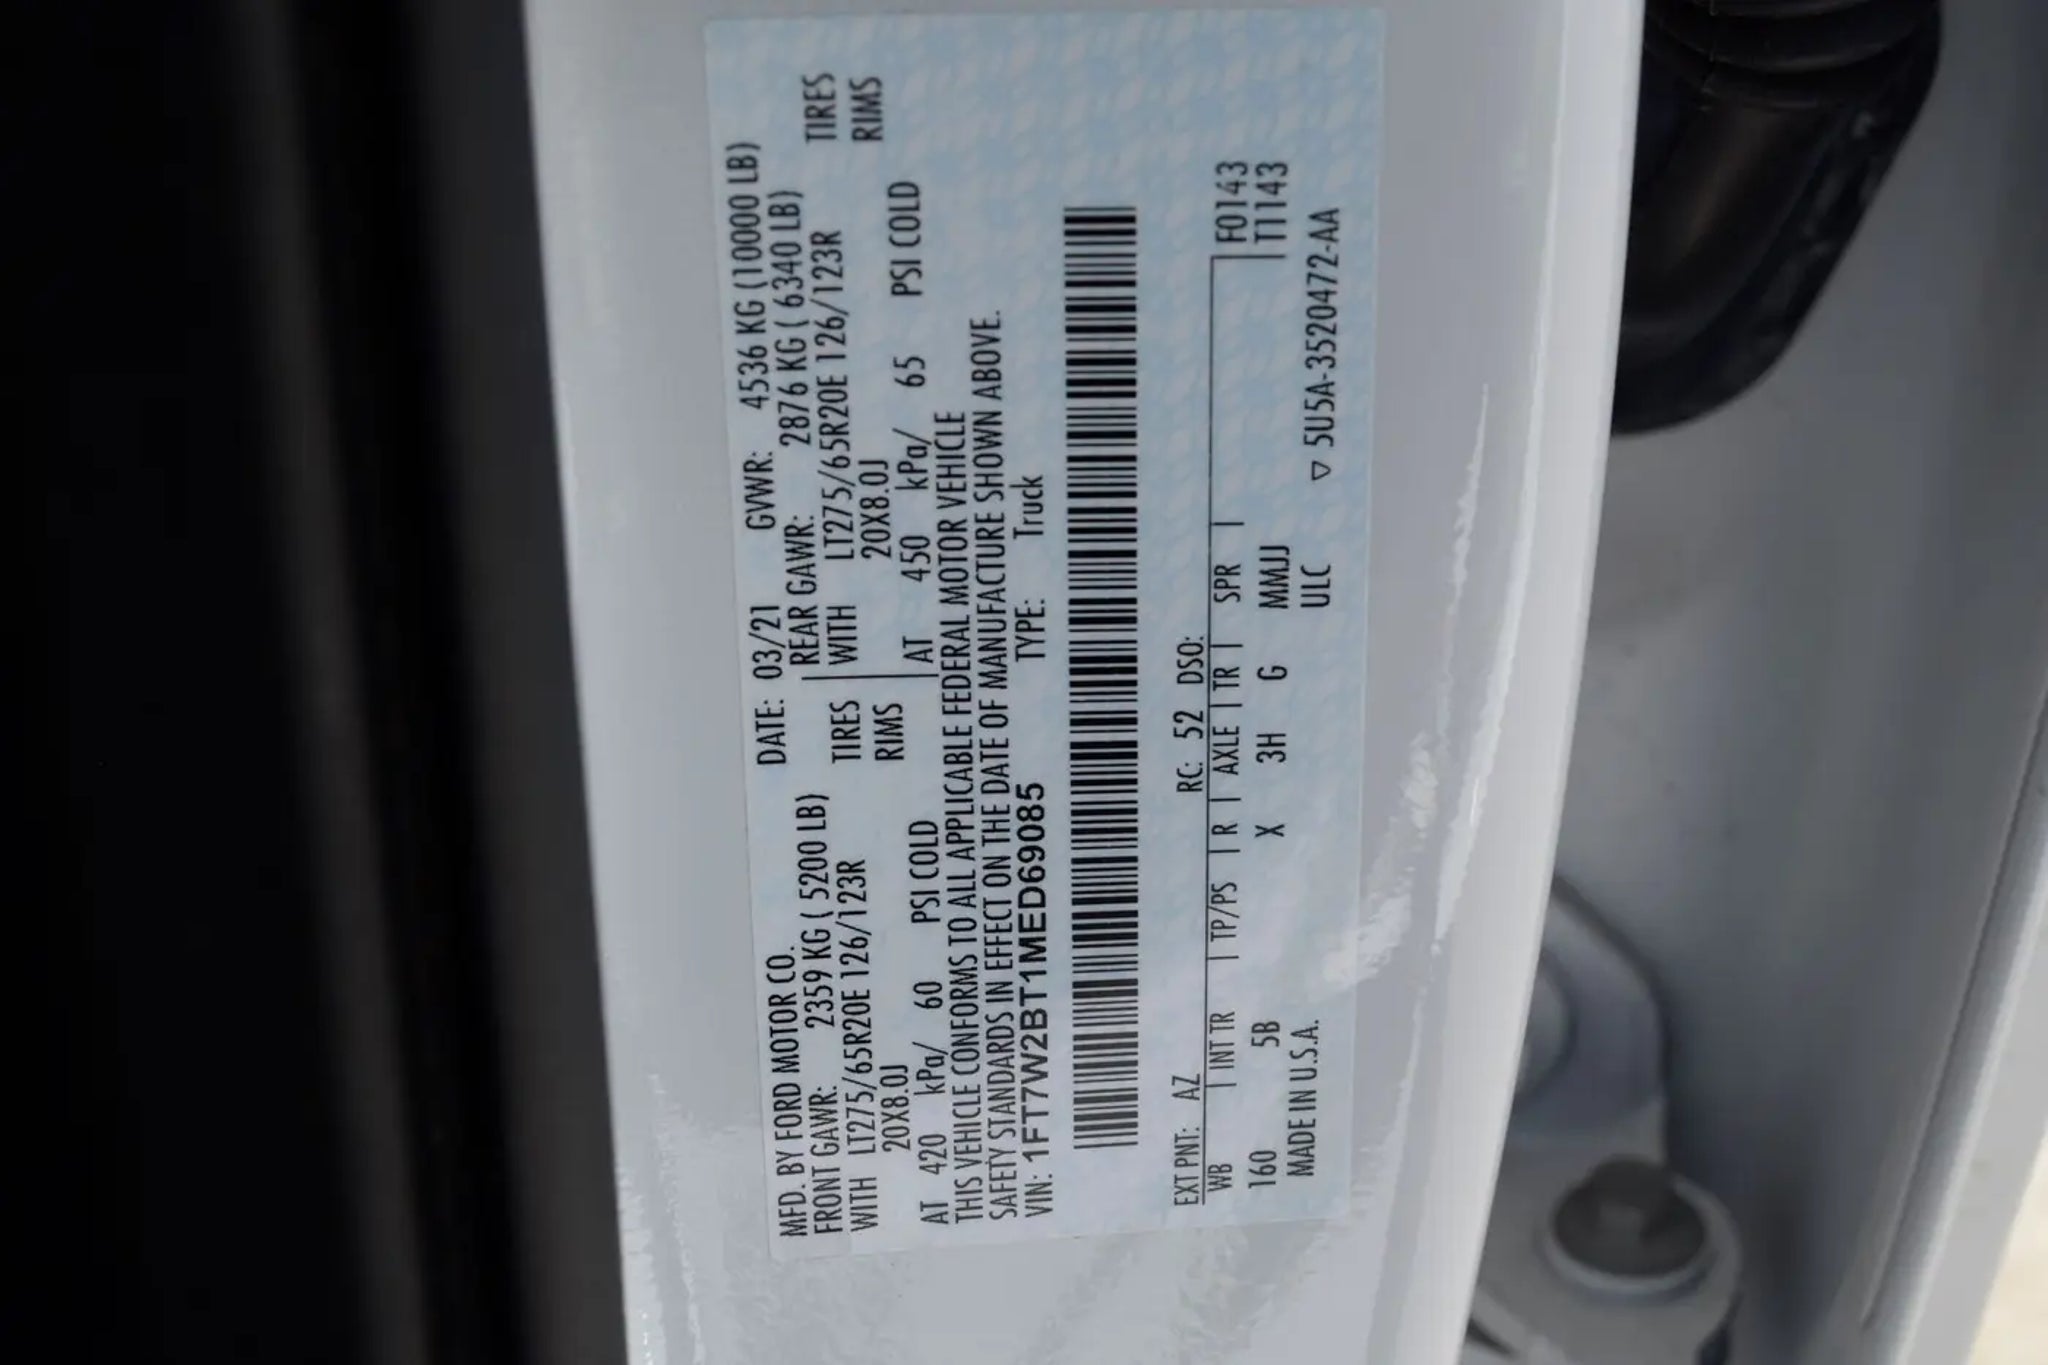 MFD. BY FORD MOTOR CO. DATE: 03/21 GVWR: 4536 KG (10000 LB)
FRONT GAWR: 2359 KG ( 5200 LB) REAR GAWR: 2876 KG ( 6340 LB)
WITH LT275/65R20E 126/123R TIRES WITH LT275/65R20E 126/123R TIRES
20X8.0J RIMS 20X8.0J RIMS
AT 420 kPa/ 60 PSI COLD AT 450 kPa/ 65 PSI COLD
THIS VEHICLE CONFORMS TO ALL APPLICABLE FEDERAL MOTOR VEHICLE
SAFETY STANDARDS IN EFFECT ON THE DATE OF MANUFACTURE SHOWN ABOVE.
VIN: 1FT7W2BT1MED69085 TYPE: Truck
EXT PNT: AZ RC: 52 DSO:
WB | INT TR | TP/PS | R | AXLE | TR | SPR | F0143
160 5B X 3H G MMJJ T1143
MADE IN U.S.A. ULC ▽ 5U5A-3520472-AA